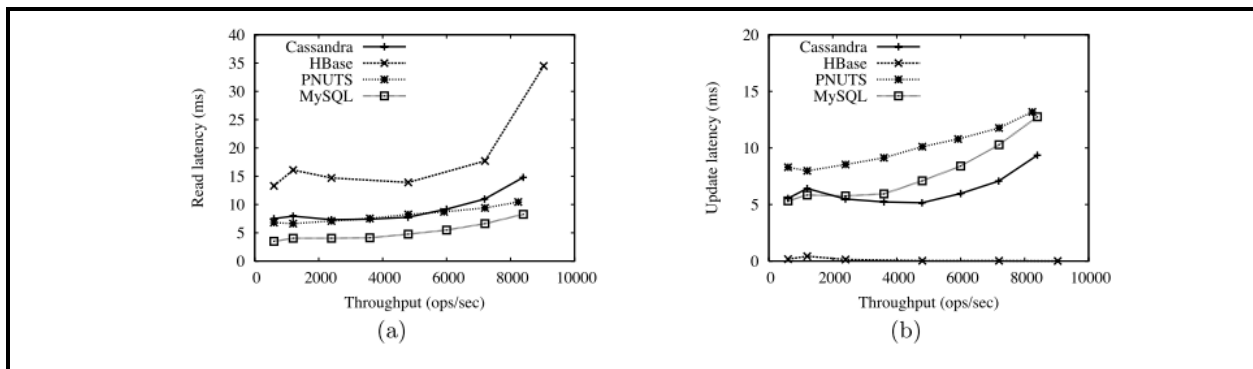 Cassandra
HBase
PNUTS
MySQL
Read latency (ms)
40
35
30
25
20
15
10
5
0
0 2000 4000 6000 8000 10000
Throughput (ops/sec)
(a)
Cassandra
HBase
PNUTS
MySQL
Update latency (ms)
20
15
10
5
0
0 2000 4000 6000 8000 10000
Throughput (ops/sec)
(b)